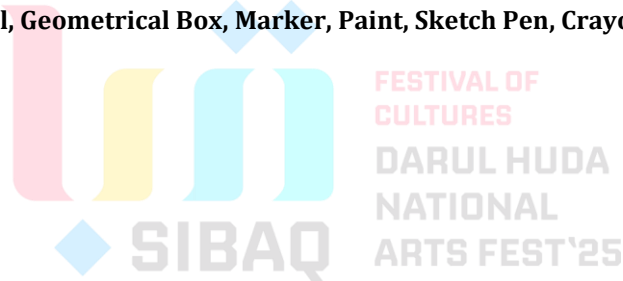 l, Geometrical Box, Marker, Paint, Sketch Pen, Crayo
FESTIVAL OF
CULTURES
DARUL HUDA
NATIONAL
SIBAQ ARTS FEST‛25